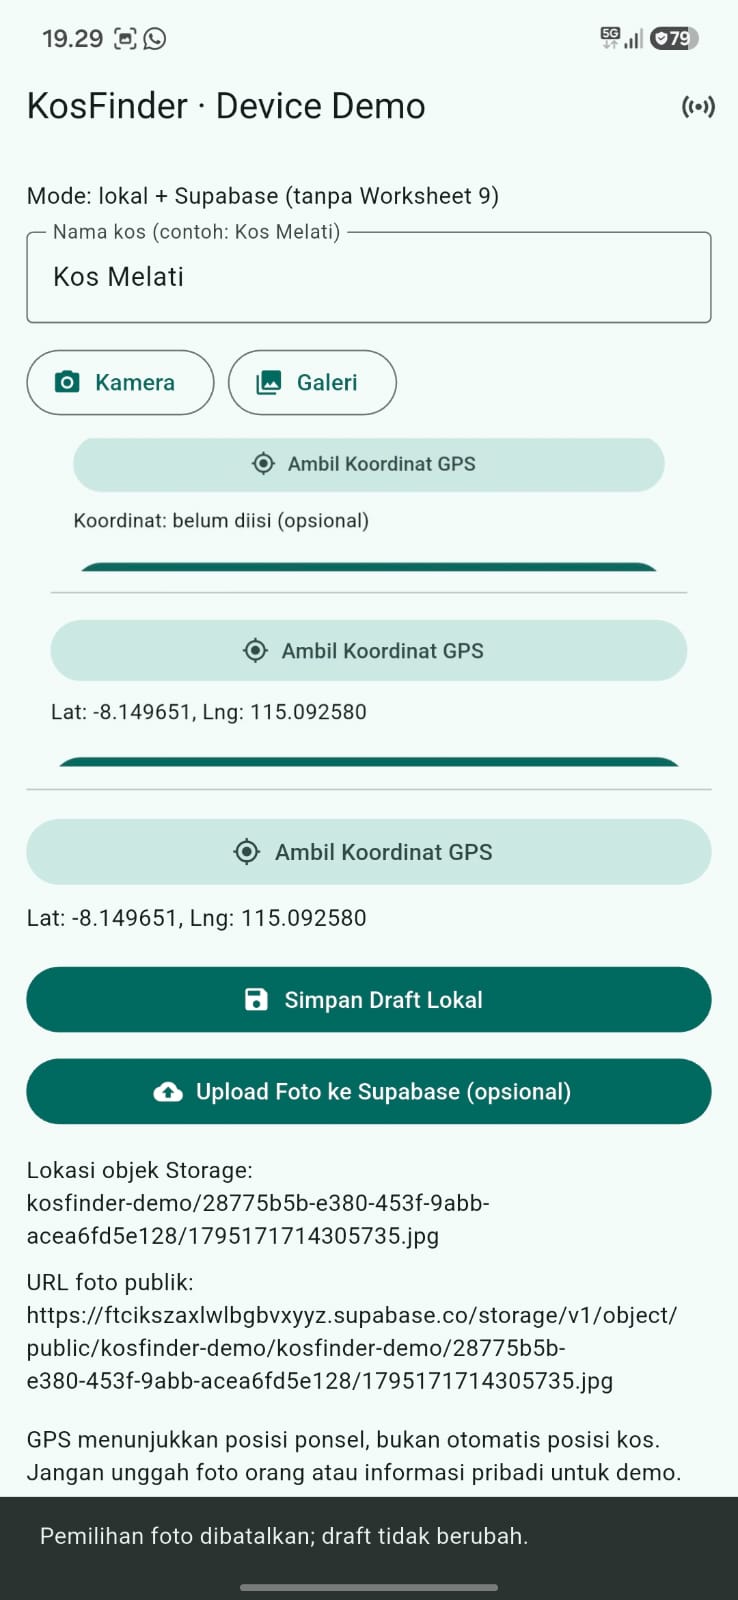 19.29
5G
79
KosFinder · Device Demo
Mode: lokal + Supabase (tanpa Worksheet 9)
Nama kos (contoh: Kos Melati)
Kos Melati
Kamera
Galeri
Ambil Koordinat GPS
Koordinat: belum diisi (opsional)
Ambil Koordinat GPS
Lat: -8.149651, Lng: 115.092580
Ambil Koordinat GPS
Lat: -8.149651, Lng: 115.092580
Simpan Draft Lokal
Upload Foto ke Supabase (opsional)
Lokasi objek Storage:
kosfinder-demo/28775b5b-e380-453f-9abb-
acea6fd5e128/1795171714305735.jpg
URL foto publik:
https://ftcikszaxlwlbgbvxyyz.supabase.co/storage/v1/object/
public/kosfinder-demo/kosfinder-demo/28775b5b-
e380-453f-9abb-acea6fd5e128/1795171714305735.jpg
GPS menunjukkan posisi ponsel, bukan otomatis posisi kos.
Jangan unggah foto orang atau informasi pribadi untuk demo.
Pemilihan foto dibatalkan; draft tidak berubah.